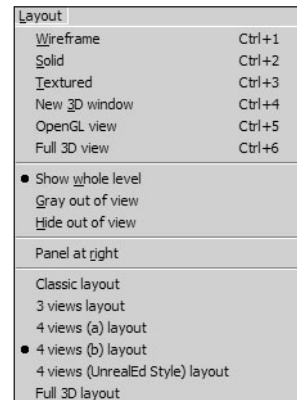 Layout
Wireframe Ctrl+1
Solid Ctrl+2
Textured Ctrl+3
New 3D window Ctrl+4
OpenGL view Ctrl+5
Full 3D view Ctrl+6
Show whole level
Gray out of view
Hide out of view
Panel at right
Classic layout
3 views layout
4 views (a) layout
4 views (b) layout
4 views (UnrealEd Style) layout
Full 3D layout